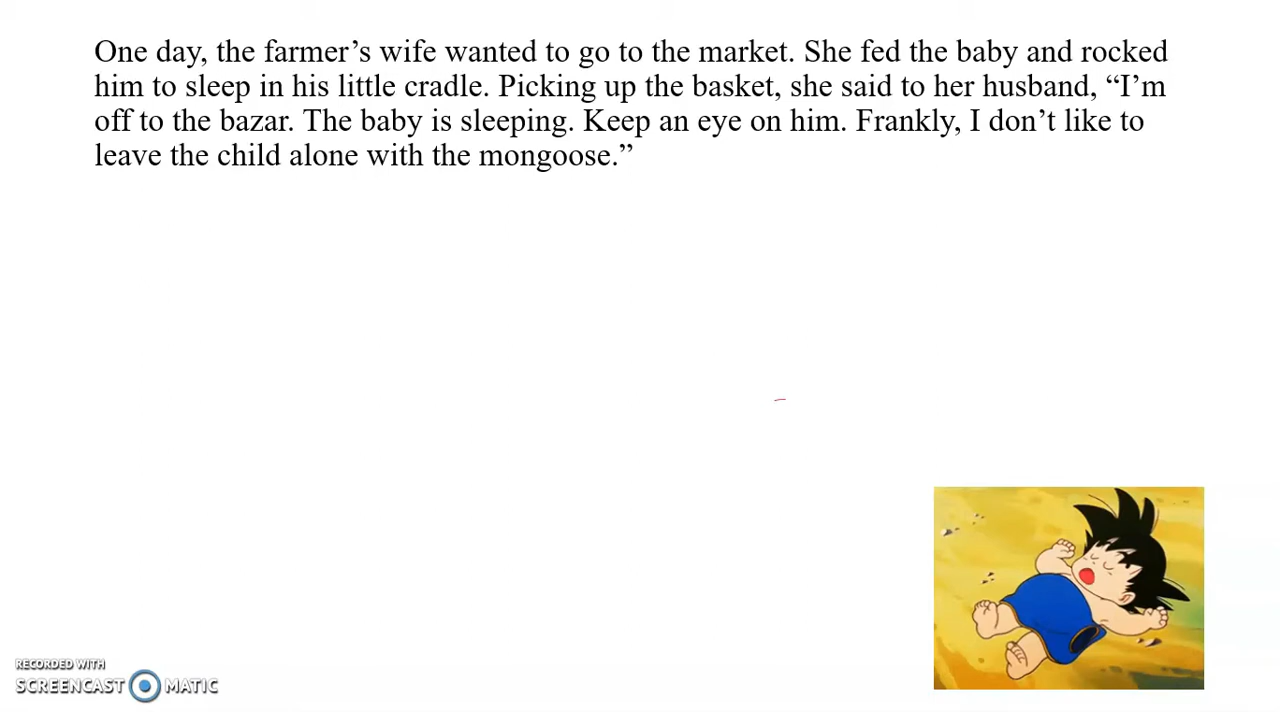 One day, the farmer’s wife wanted to go to the market. She fed the baby and rocked
him to sleep in his little cradle. Picking up the basket, she said to her husband, “I’m
off to the bazar. The baby is sleeping. Keep an eye on him. Frankly, I don’t like to
leave the child alone with the mongoose.”
RECORDED WITH
SCREENCAST MATIC